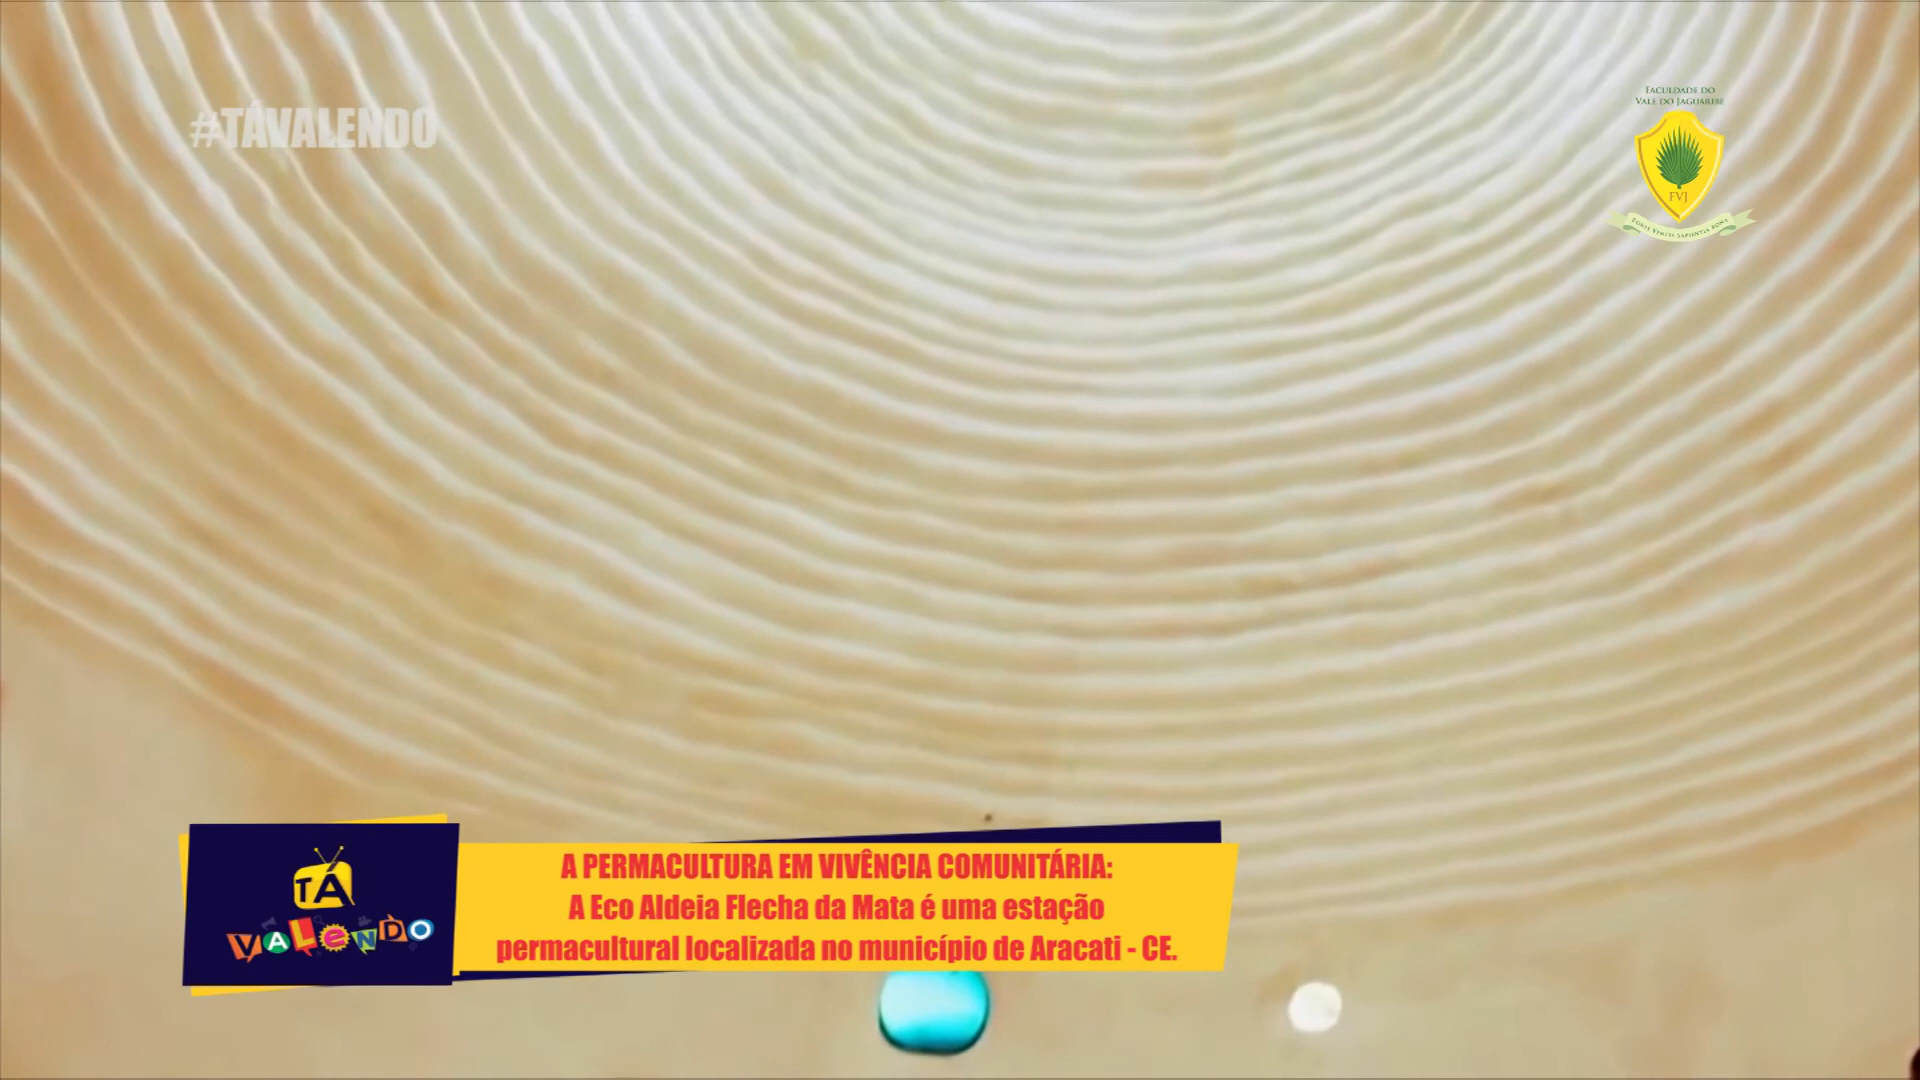 #TÁVALENDO
FACULDADE DO
VALE DO JAGUARIBE
FVJ
TÁ
VALENDO
A PERMACULTURA EM VIVÊNCIA COMUNITÁRIA:
A Eco Aldeia Flecha da Mata é uma estação
permacultural localizada no município de Aracati - CE.